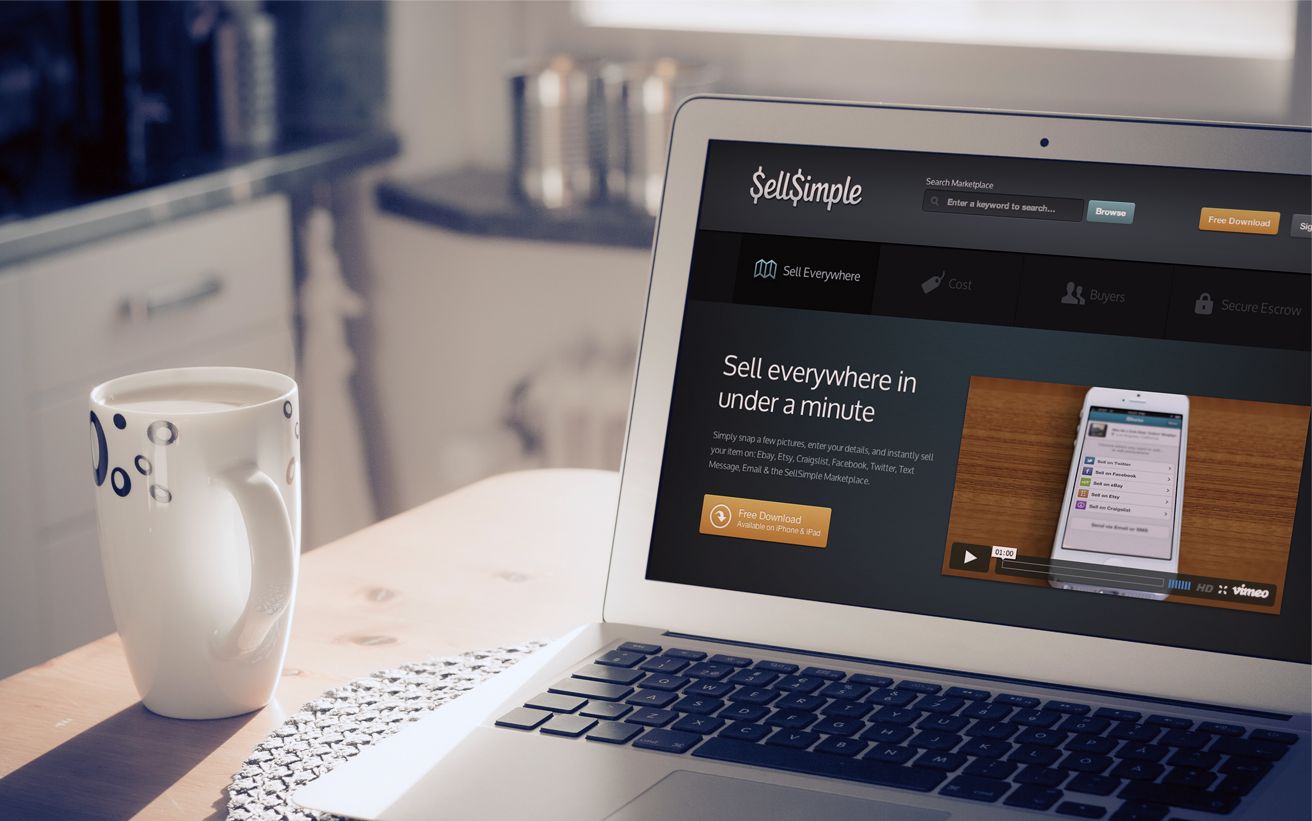 $ell$imple
Search Marketplace
Enter a keyword to search...
Browse
Free Download
Sig
Sell Everywhere
Cost
Buyers
Secure Escrow
Sell everywhere in
under a minute
Simply snap a few pictures, enter your details, and instantly sell
your item on: Ebay, Etsy, Craigslist, Facebook, Twitter, Text
Message, Email & the SellSimple Marketplace.
Free Download
Available on iPhone & iPad
Sell on Twitter
Sell on Facebook
Sell on eBay
Sell on Etsy
Sell on Craigslist
Send via Email or SMS
01:00
HD
vimeo